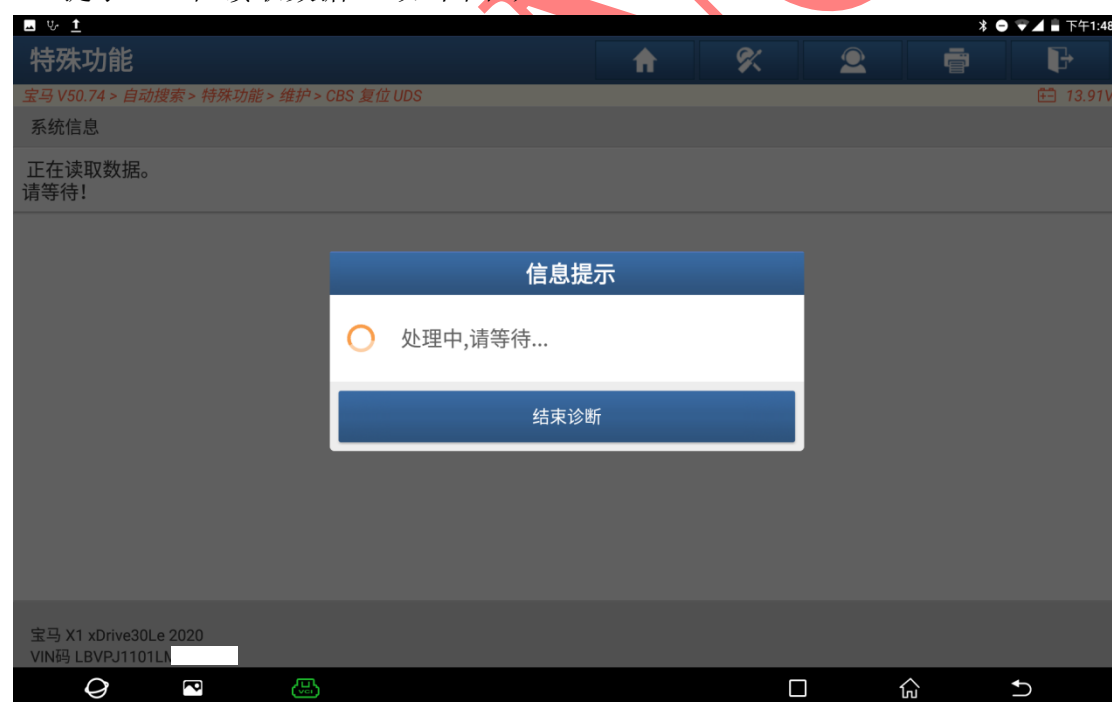 下午1:48
特殊功能
宝马 V50.74 > 自动搜索 > 特殊功能 > 维护 > CBS 复位 UDS
13.91V
系统信息
正在读取数据。
请等待!
信息提示
处理中,请等待...
结束诊断
宝马 X1 xDrive30Le 2020
VIN码 LBVPJ1101L
VCI